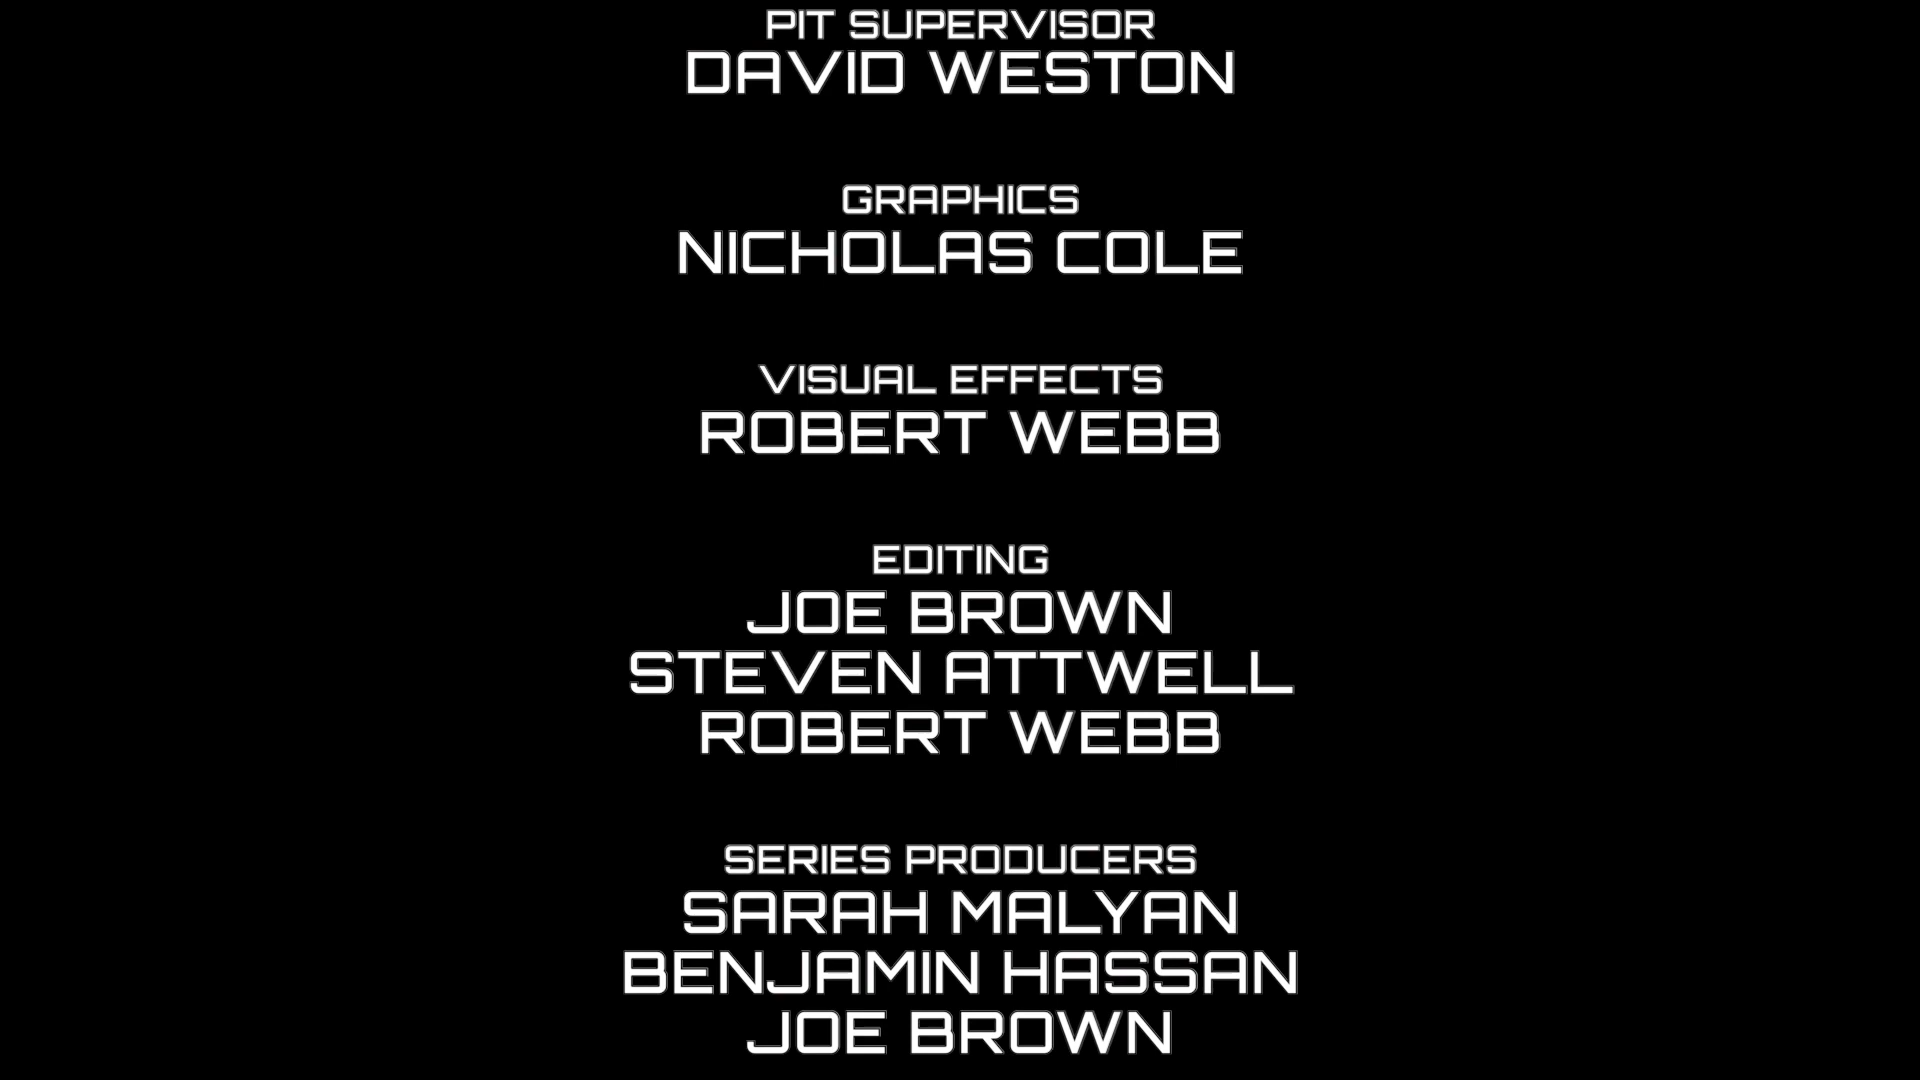 PIT SUPERVISOR
DAVID WESTON
GRAPHICS
NICHOLAS COLE
VISUAL EFFECTS
ROBERT WEBB
EDITING
JOE BROWN
STEVEN ATTWELL
ROBERT WEBB
SERIES PRODUCERS
SARAH MALYAN
BENJAMIN HASSAN
JOE BROWN